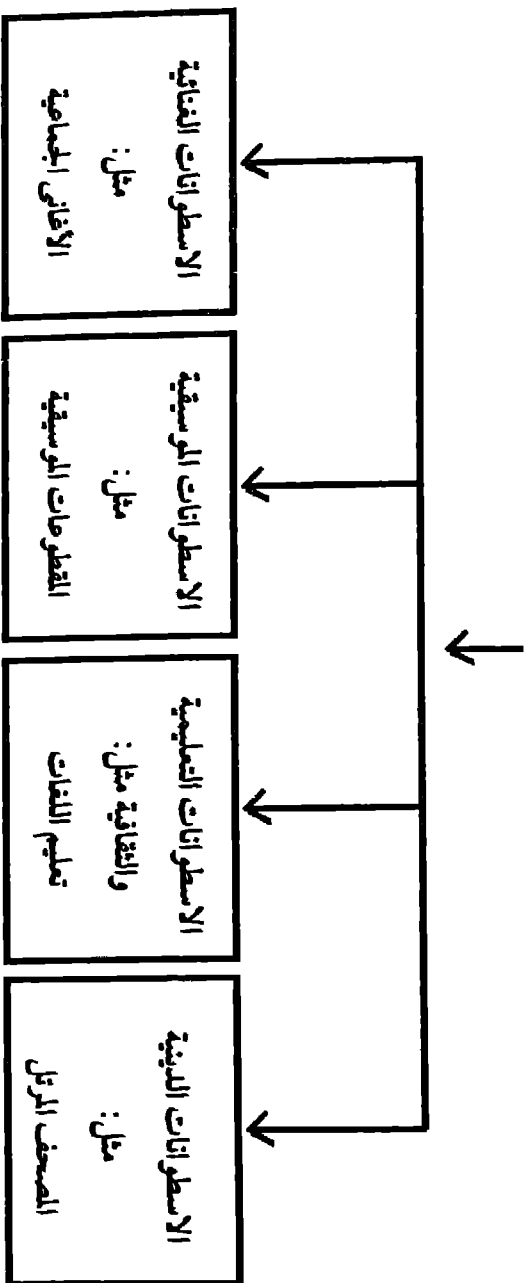 الاسطوانات الدينية
مثل:
المصحف المرتل
الاسطوانات التعليمية
والثقافية مثل:
تعليم اللغات
الاسطوانات الموسيقية
مثل:
المقطوعات الموسيقية
الاسطوانات الغنائية
مثل:
الأغانى الجماعية